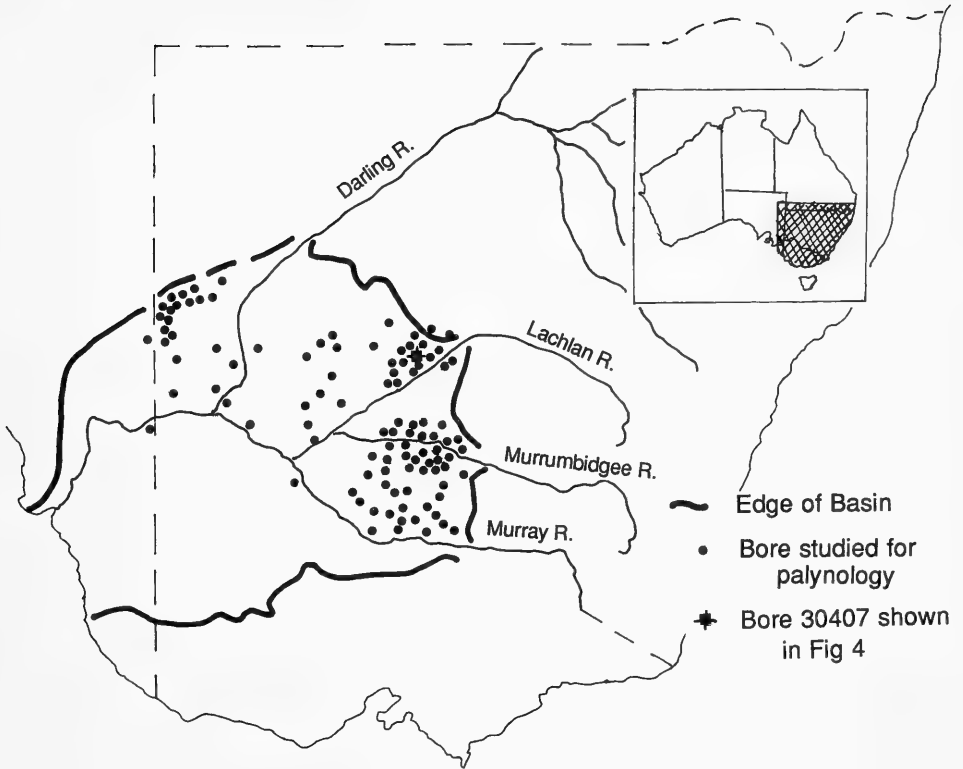 Darling R.
Lachlan R.
Murrumbidgee R.
Murray R.
Edge of Basin
Bore studied for
palynology
Bore 30407 shown
in Fig 4